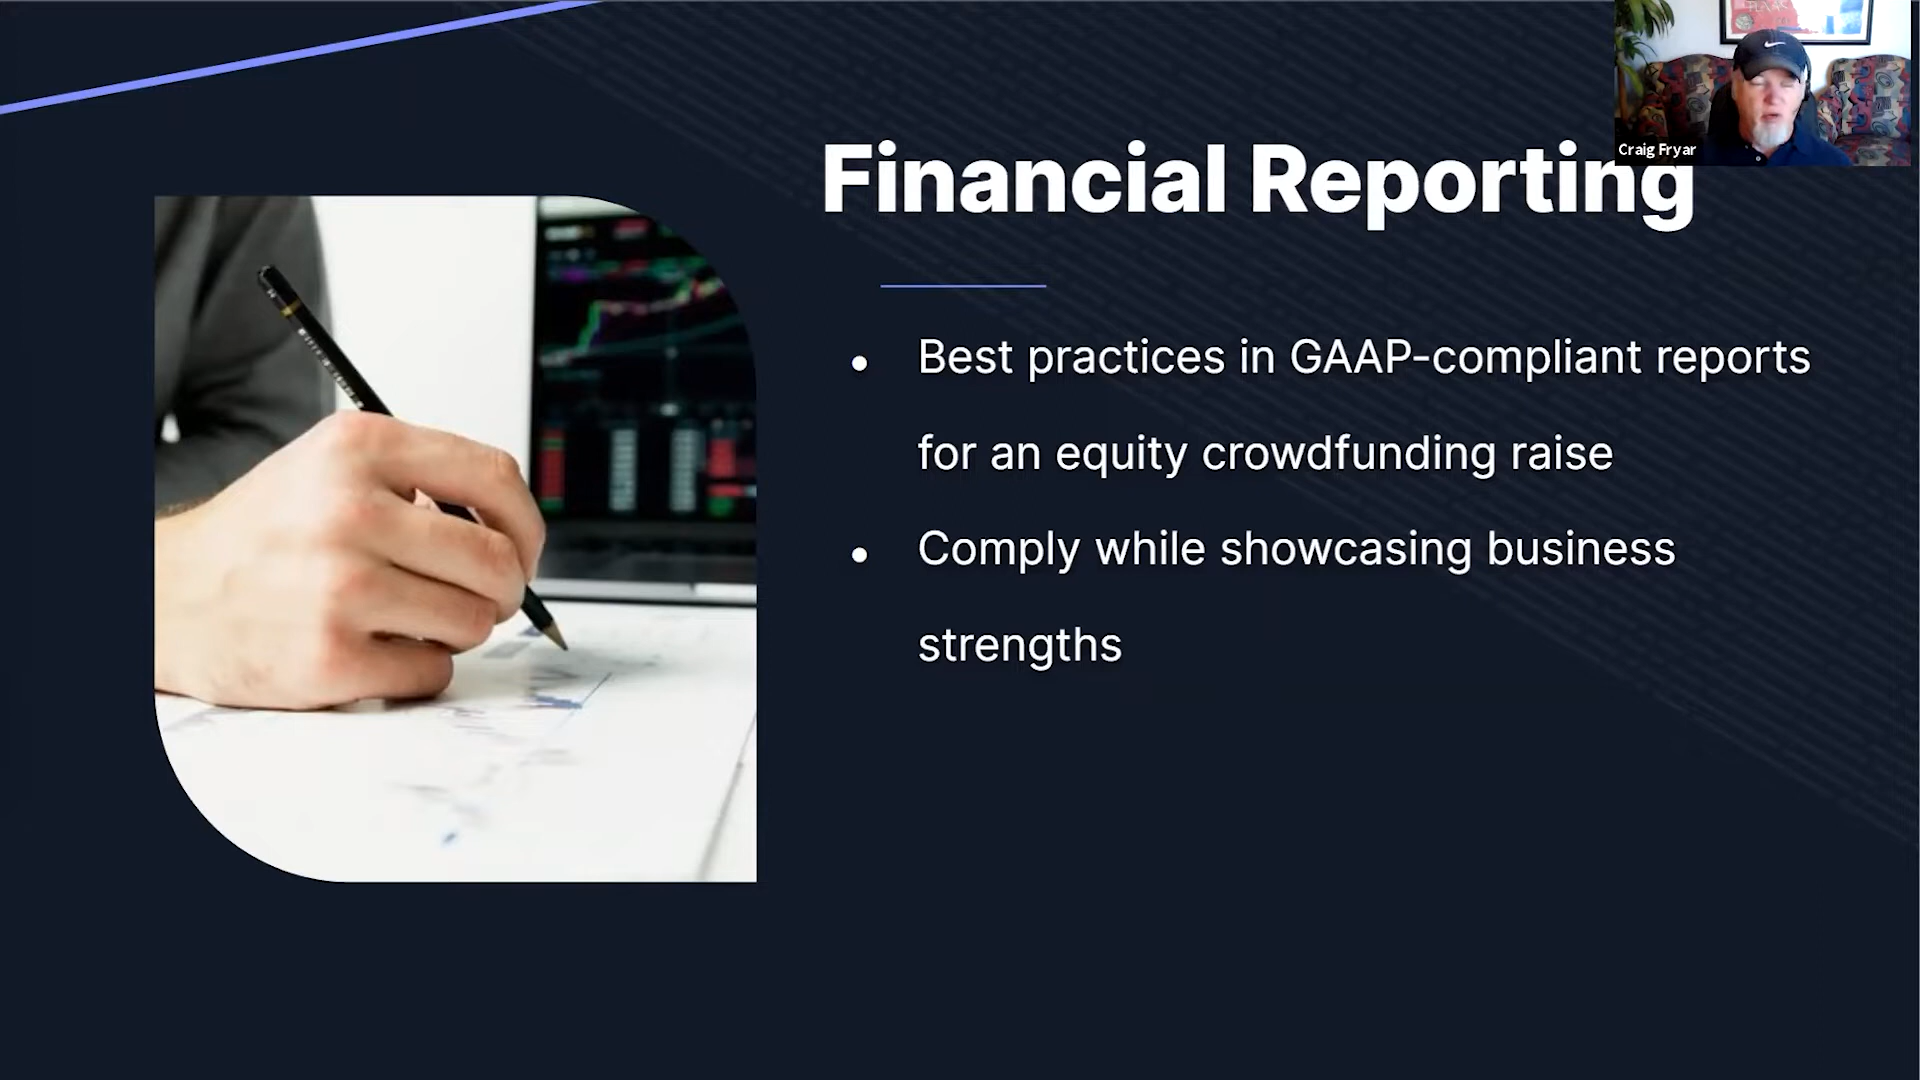 Craig Fryar
Financial Reporting
• Best practices in GAAP-compliant reports
for an equity crowdfunding raise
• Comply while showcasing business
strengths